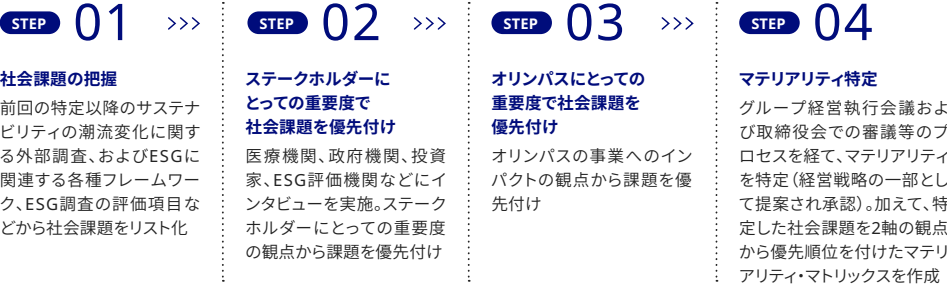 STEP 01 >>>
社会課題の把握
前回の特定以降のサステナ
ビリティの潮流変化に関す
る外部調査、およびESGに
関連する各種フレームワー
ク、ESG調査の評価項目な
どから社会課題をリスト化
STEP 02 >>>
ステークホルダーに
とっての重要度で
社会課題を優先付け
医療機関、政府機関、投資
家、ESG評価機関などにイ
ンタビューを実施。ステーク
ホルダーにとっての重要度
の観点から課題を優先付け
STEP 03 >>>
オリンパスにとっての
重要度で社会課題を
優先付け
オリンパスの事業へのイン
パクトの観点から課題を優
先付け
STEP 04
マテリアリティ特定
グループ経営執行会議およ
び取締役会での審議等のプ
ロセスを経て、マテリアリティ
を特定（経営戦略の一部とし
て提案され承認）。加えて、特
定した社会課題を2軸の観点
から優先順位を付けたマテリ
アリティ・マトリックスを作成